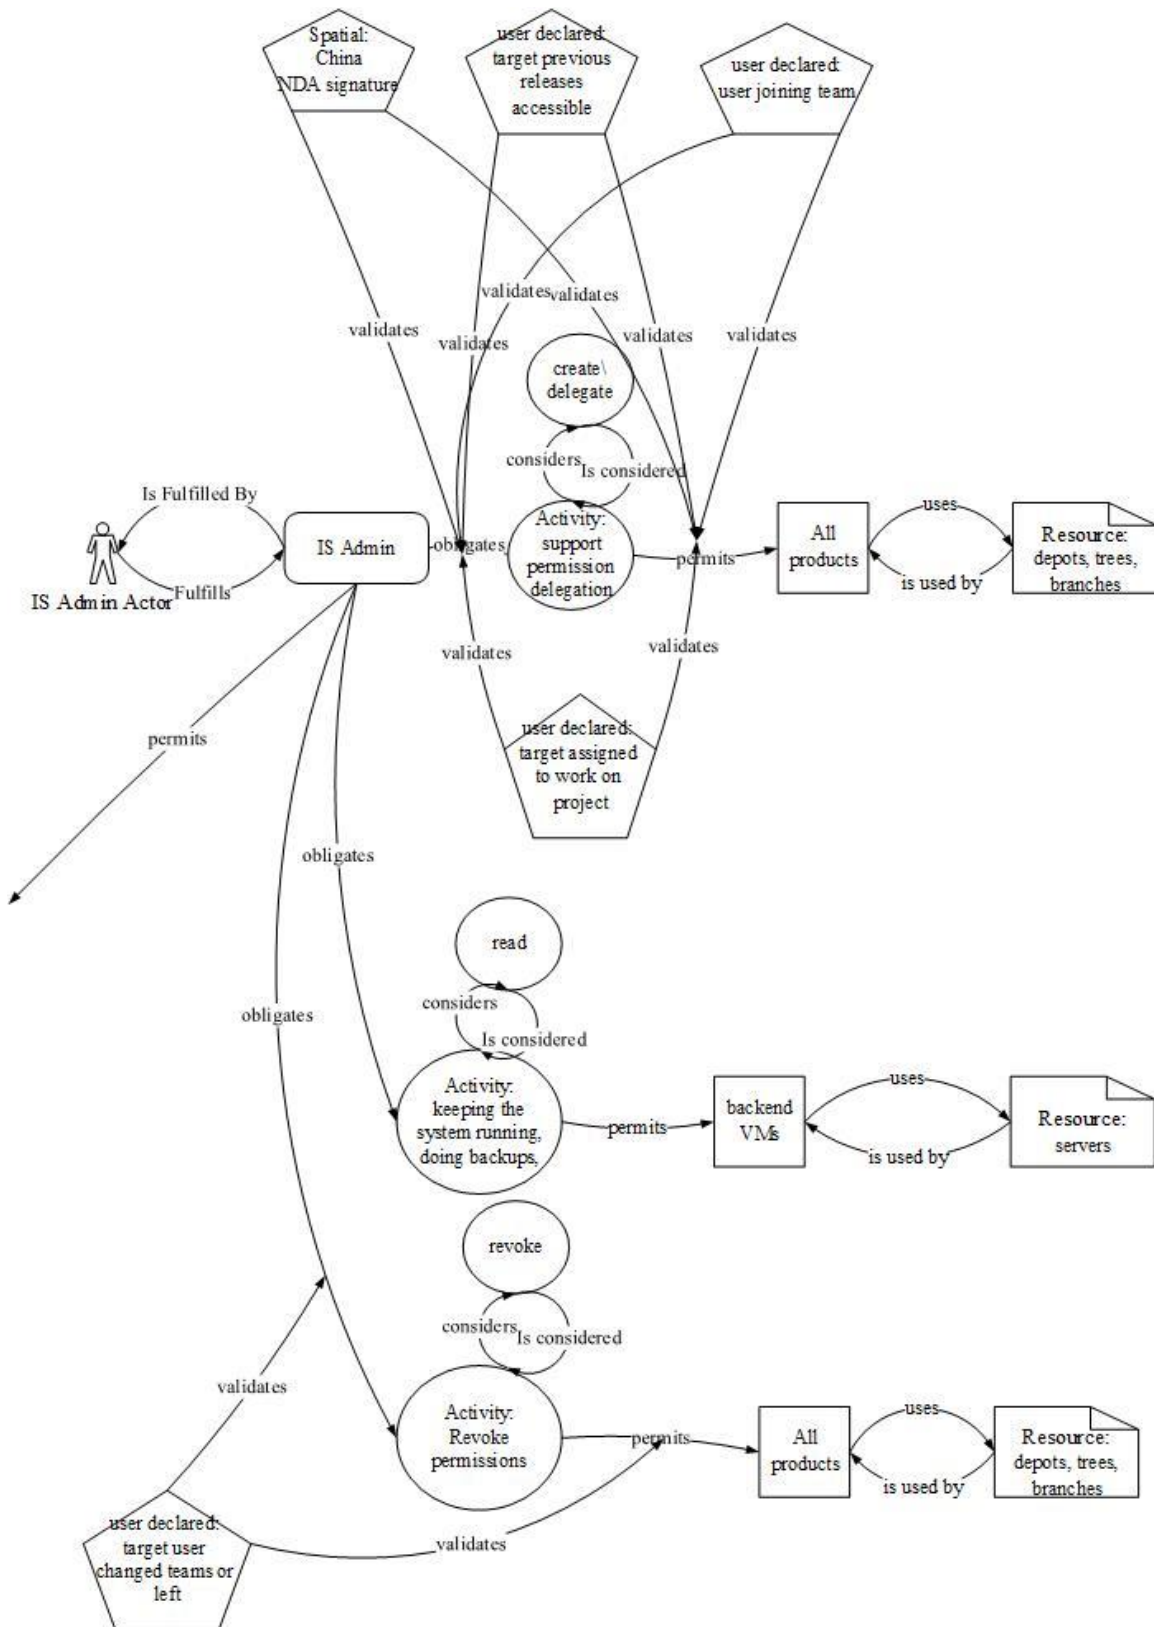 Spatial:
China
NDA signature
user declared:
target previous
releases
accessible
user declared:
user joining team
validates
validates
validates
validates
validates
validates
create\
delegate
considers
Is considered
Is Fulfilled By
Fulfills
IS Admin Actor
IS Admin
obligates
Activity:
support
permission
delegation
permits
All
products
uses
is used by
Resource:
depots, trees,
branches
validates
validates
user declared:
target assigned
to work on
project
permits
obligates
obligates
read
considers
Is considered
Activity:
keeping the
system running,
doing backups,
permits
backend
VMs
uses
is used by
Resource:
servers
revoke
considers
Is considered
validates
Activity:
Revoke
permissions
permits
All
products
uses
is used by
Resource:
depots, trees,
branches
user declared:
target user
changed teams or
left
validates